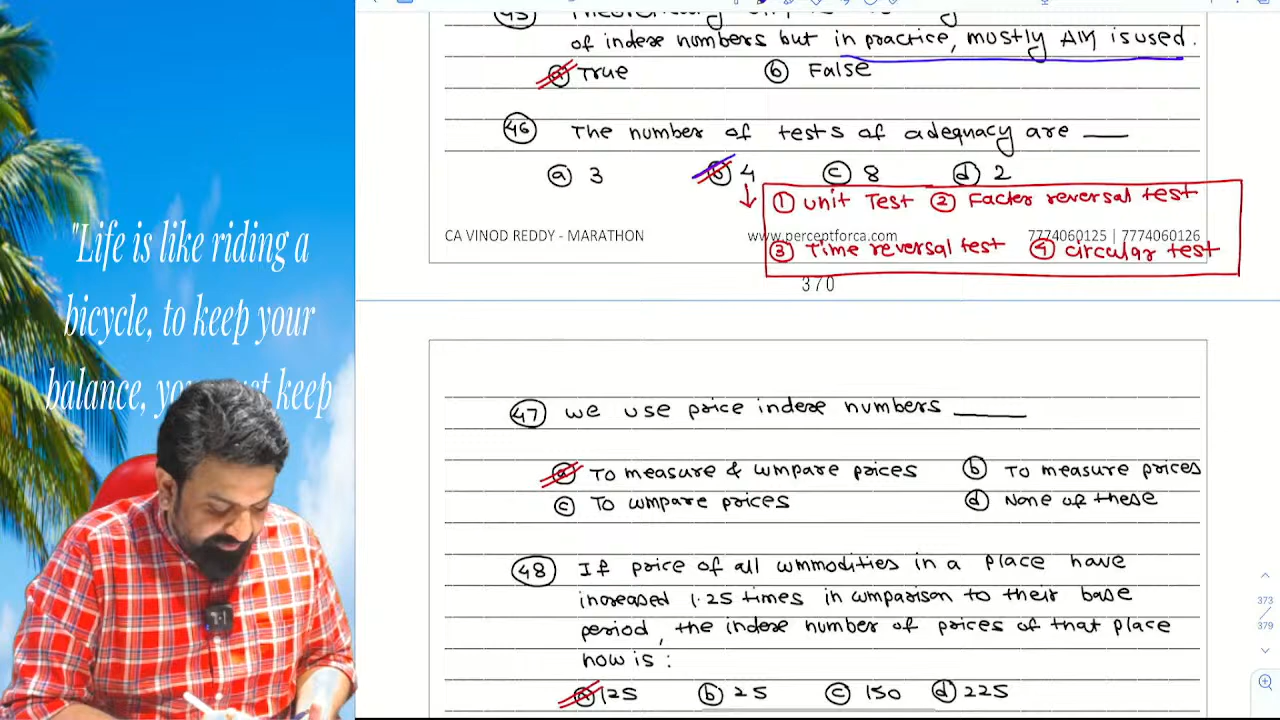 "Life is like riding a
bicycle, to keep your
balance, you must keep
of index numbers but in practice, mostly AM is used.
(a) True (b) False
(46) The number of tests of adequacy are ___
(a) 3 (b) 4 (c) 8 (d) 2
(1) Unit Test (2) Factor reversal test
(3) Time reversal test (4) circular test
CA VINOD REDDY - MARATHON www.perceptforca.com 7774060125 | 7774060126
370
(47) We use price index numbers ___
(a) To measure & compare prices (b) To measure prices
(c) To compare prices (d) None of these
(48) If price of all commodities in a place have
increased 1.25 times in comparison to their base
period, the index number of prices of that place
now is :
(a) 125 (b) 25 (c) 150 (d) 225
373
/
379